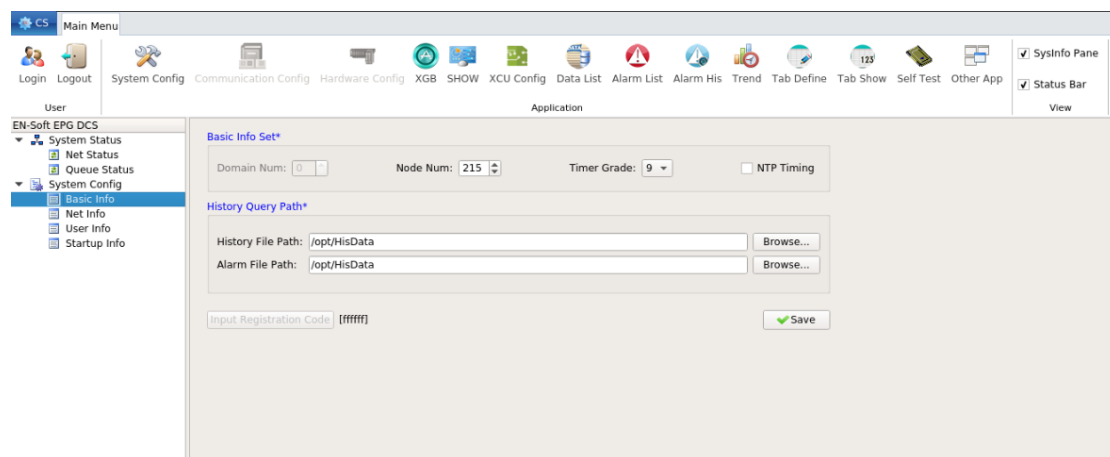 CS Main Menu
Login Logout System Config Communication Config Hardware Config XGB SHOW XCU Config Data List Alarm List Alarm His Trend Tab Define Tab Show Self Test Other App
SysInfo Pane
Status Bar
User Application View
EN-Soft EPG DCS
System Status
Net Status
Queue Status
System Config
Basic Info
Net Info
User Info
Startup Info
Basic Info Set*
Domain Num: 0 Node Num: 215 Timer Grade: 9 NTP Timing
History Query Path*
History File Path: /opt/HisData Browse...
Alarm File Path: /opt/HisData Browse...
Input Registration Code [ffffff] Save